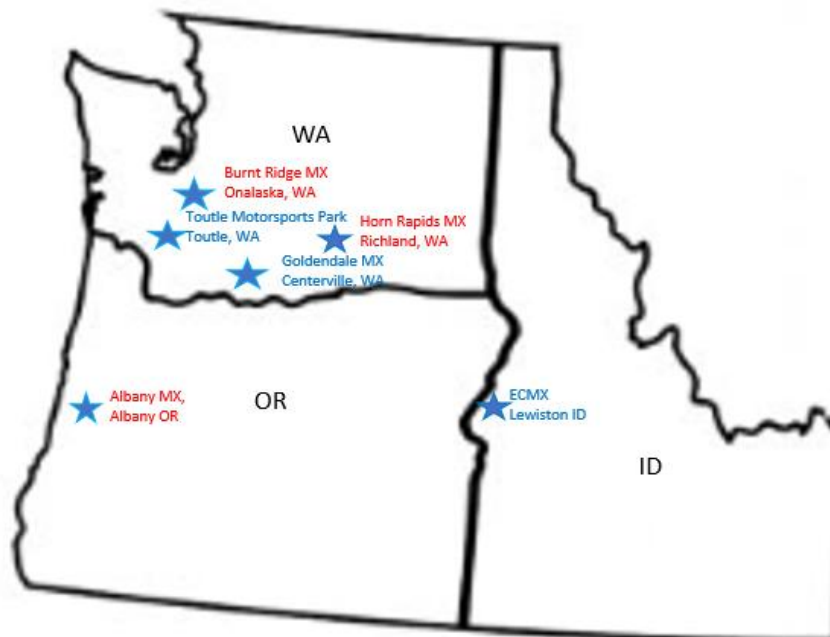 WA
Burnt Ridge MX
Onalaska, WA
Toutle Motorsports Park
Toutle, WA
Horn Rapids MX
Richland, WA
Goldendale MX
Centerville, WA
Albany MX,
Albany OR
OR
ECMX
Lewiston ID
ID